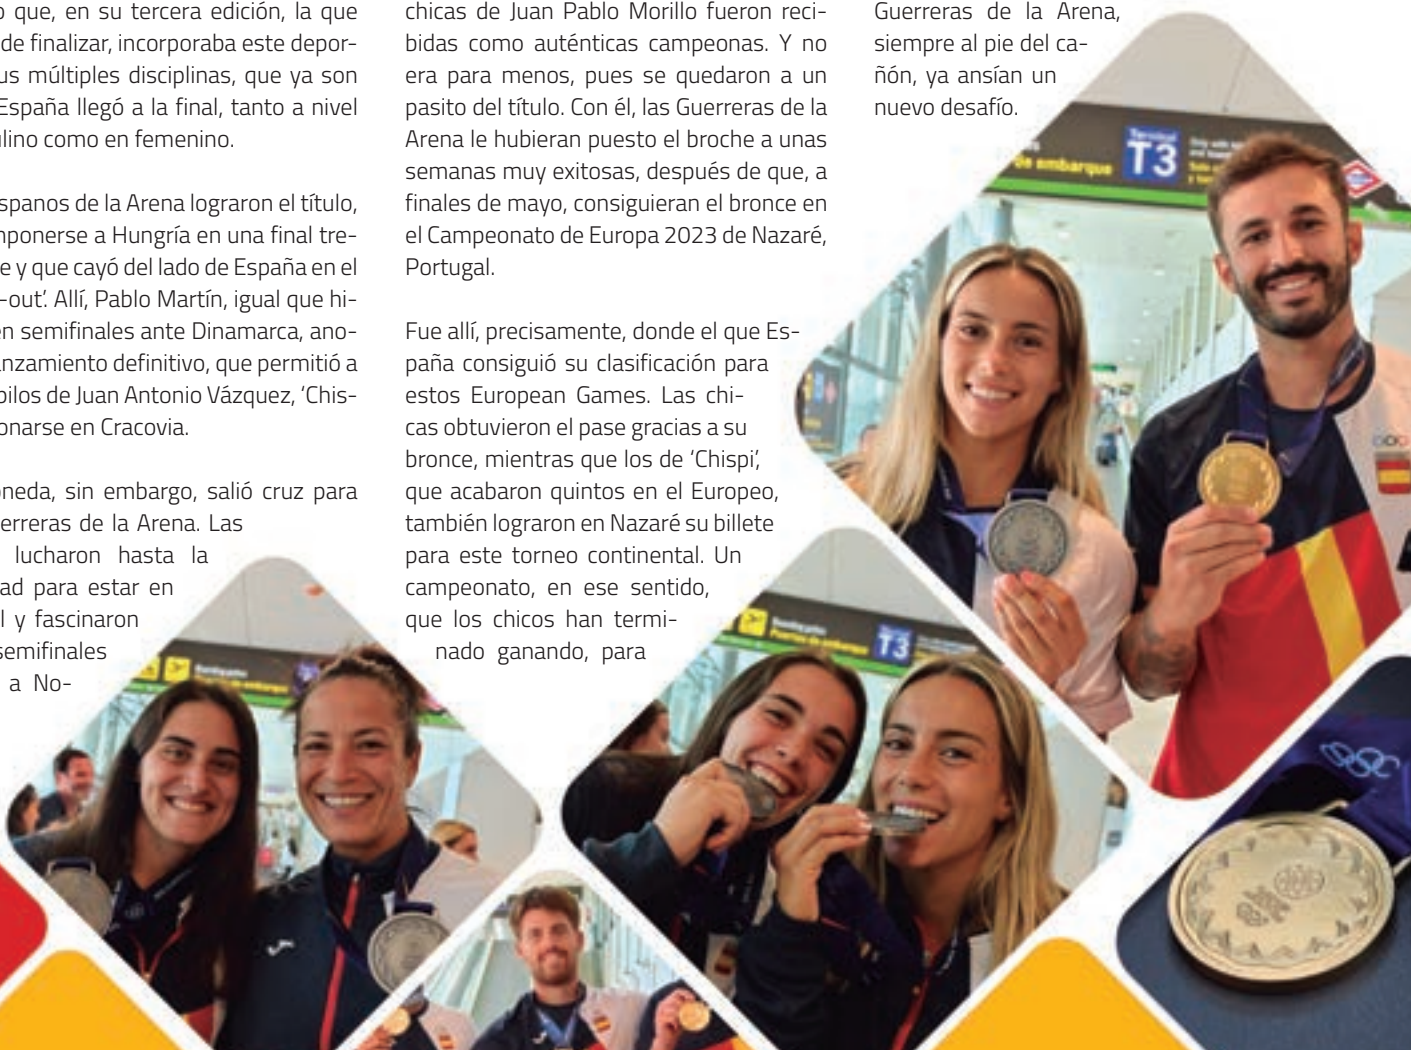 que, en su tercera edición, la que
de finalizar, incorporaba este depor-
us múltiples disciplinas, que ya son
España llegó a la final, tanto a nivel
lino como en femenino.
spanos de la Arena lograron el título,
mponerse a Hungría en una final tre-
e y que cayó del lado de España en el
-out’. Allí, Pablo Martín, igual que hi-
en semifinales ante Dinamarca, ano-
anzamiento definitivo, que permitió a
pilos de Juan Antonio Vázquez, ‘Chis-
onarse en Cracovia.
oneda, sin embargo, salió cruz para
erreras de la Arena. Las
lucharon hasta la
ad para estar en
l y fascinaron
semifinales
a No-
chicas de Juan Pablo Morillo fueron reci-
bidas como auténticas campeonas. Y no
era para menos, pues se quedaron a un
pasito del título. Con él, las Guerreras de la
Arena le hubieran puesto el broche a unas
semanas muy exitosas, después de que, a
finales de mayo, consiguieran el bronce en
el Campeonato de Europa 2023 de Nazaré,
Portugal.
Fue allí, precisamente, donde el que Es-
paña consiguió su clasificación para
estos European Games. Las chi-
cas obtuvieron el pase gracias a su
bronce, mientras que los de ‘Chispi’,
que acabaron quintos en el Europeo,
también lograron en Nazaré su billete
para este torneo continental. Un
campeonato, en ese sentido,
que los chicos han termi-
nado ganando, para
Guerreras de la Arena,
siempre al pie del ca-
ñón, ya ansían un
nuevo desafío.
Terminal
T3
de embarque
Puertas de embarque
T3